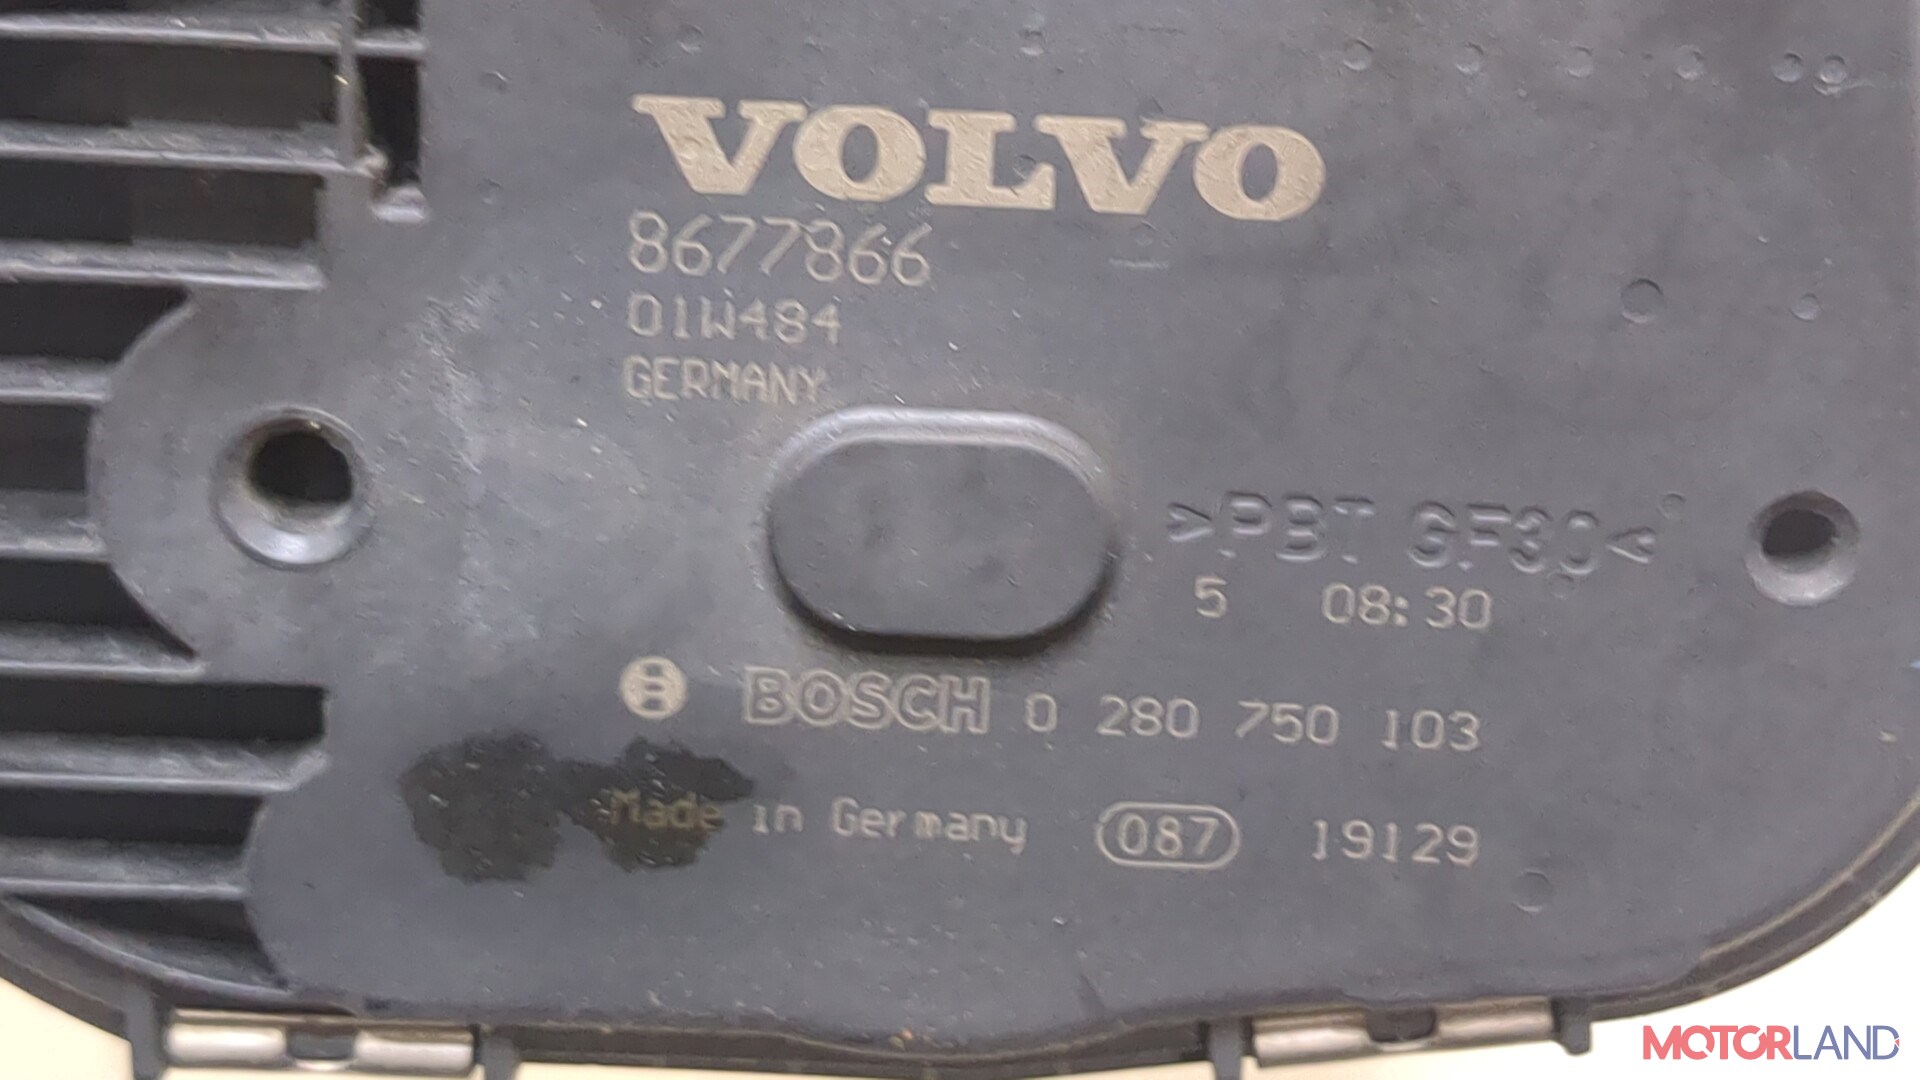 VOLVO
8677866
01W484
GERMANY
>PBT GF30<
5 08:30
BOSCH 0 280 750 103
Made in Germany 087 19129
MOTORLAND